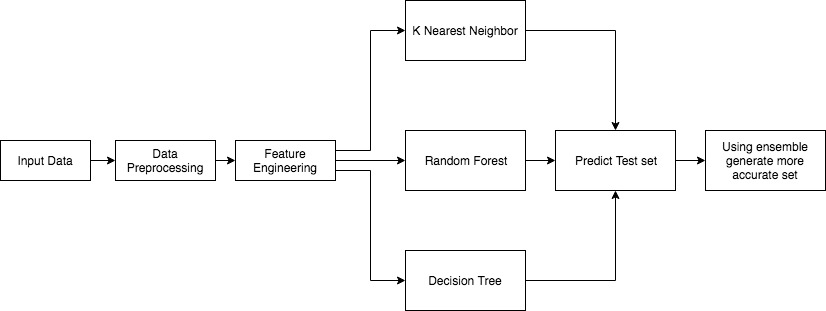 K Nearest Neighbor
Input Data
Data
Preprocessing
Feature
Engineering
Random Forest
Predict Test set
Using ensemble
generate more
accurate set
Decision Tree